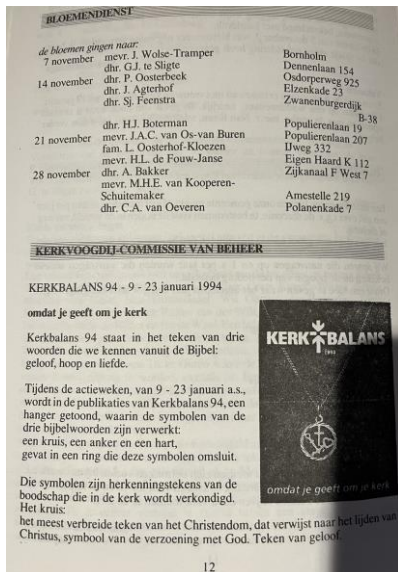 BLOEMENDIENST
de bloemen gingen naar:
7 november mevr. J. Wolse-Tramper Bornholm
dhr. G.J. te Sligte Dennenlaan 154
14 november dhr. P. Oosterbeek Osdorperweg 925
dhr. J. Agterhof Elzenkade 23
dhr. Sj. Feenstra Zwanenburgerdijk
B-38
dhr. H.J. Boterman Populierenlaan 19
21 november mevr. J.A.C. van Os-van Buren Populierenlaan 207
fam. L. Oosterhof-Kloezen IJweg 332
mevr. H.L. de Fouw-Janse Eigen Haard K 112
28 november dhr. A. Bakker Zijkanaal F West 7
mevr. M.H.E. van Kooperen-
Schuitemaker Amestelle 219
dhr. C.A. van Oeveren Polanenkade 7
KERKVOOGDIJ-COMMISSIE VAN BEHEER
KERKBALANS 94 - 9 - 23 januari 1994
omdat je geeft om je kerk
Kerkbalans 94 staat in het teken van drie
woorden die we kennen vanuit de Bijbel:
geloof, hoop en liefde.
Tijdens de actieweken, van 9 - 23 januari a.s.,
wordt in de publikaties van Kerkbalans 94, een
hanger getoond, waarin de symbolen van de
drie bijbelwoorden zijn verwerkt:
een kruis, een anker en een hart,
gevat in een ring die deze symbolen omsluit.
KERK BALANS
1994
omdat je geeft om je kerk
Die symbolen zijn herkenningstekens van de
boodschap die in de kerk wordt verkondigd.
Het kruis:
het meest verbreide teken van het Christendom, dat verwijst naar het lijden van
Christus, symbool van de verzoening met God. Teken van geloof.
12